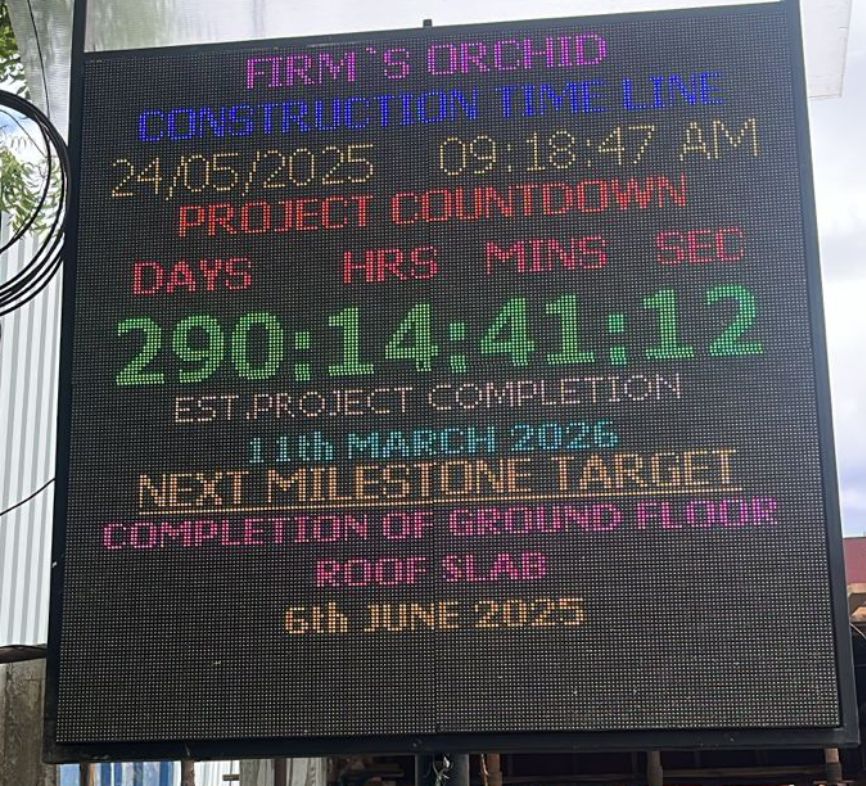 FIRM`S ORCHID
CONSTRUCTION TIME LINE
24/05/2025 09:18:47 AM
PROJECT COUNTDOWN
DAYS HRS MINS SEC
290:14:41:12
EST.PROJECT COMPLETION
11th MARCH 2026
NEXT MILESTONE TARGET
COMPLETION OF GROUND FLOOR
ROOF SLAB
6th JUNE 2025